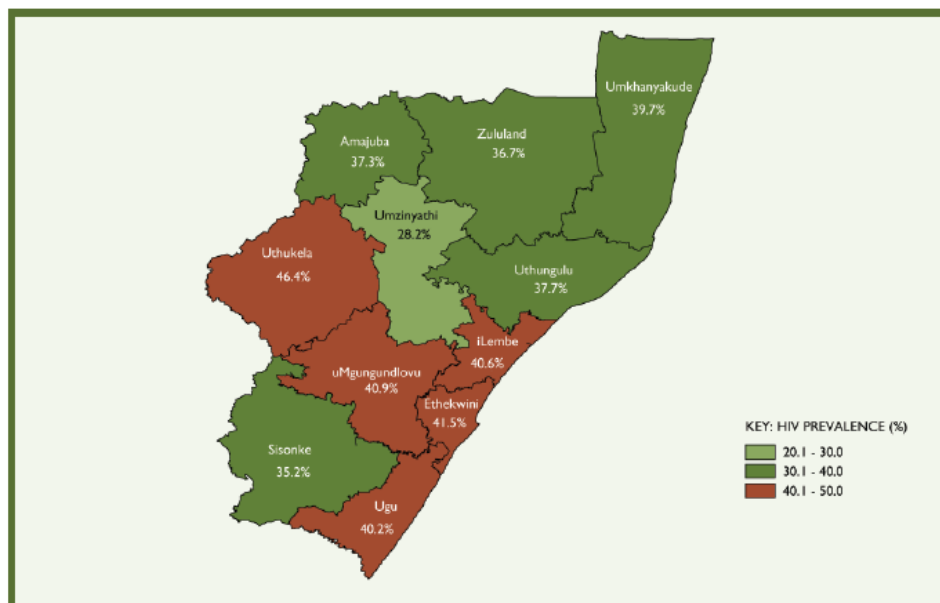 Umkhanyakude
39.7%
Zululand
36.7%
Amajuba
37.3%
Umzinyathi
28.2%
Uthukela
46.4%
Uthungulu
37.7%
iLembe
40.6%
uMgungundlovu
40.9%
Ethekwini
41.5%
Sisonke
35.2%
Ugu
40.2%
KEY: HIV PREVALENCE (%)
20.1 - 30.0
30.1 - 40.0
40.1 - 50.0